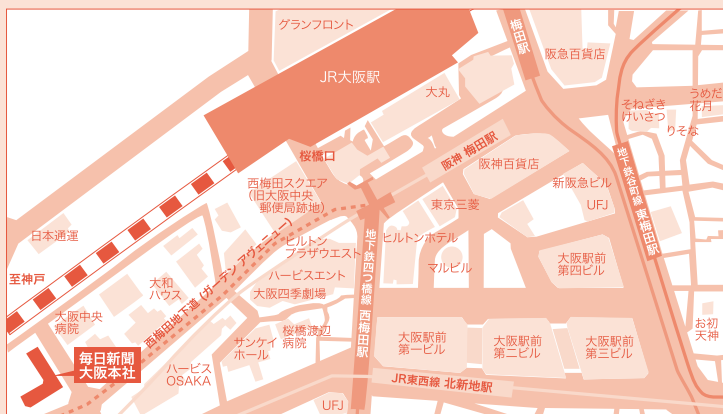 グランフロント
JR大阪駅
梅田駅
阪急百貨店
大丸
うめだ
花月
そねざき
けいさつ
りそな
桜橋口
阪神 梅田駅
阪神百貨店
地下鉄谷町線 東梅田駅
西梅田スクエア
(旧大阪中央
郵便局跡地)
新阪急ビル
UFJ
東京三菱
日本通運
ヒルトン
プラザウエスト
ヒルトンホテル
地下鉄四つ橋線 西梅田駅
西梅田地下道 (ガーデン アヴェニュー)
マルビル
大阪駅前
第四ビル
至神戸
大和
ハウス
ハービスエント
大阪四季劇場
大阪中央
病院
サンケイ
ホール
桜橋渡辺
病院
大阪駅前
第一ビル
大阪駅前
第二ビル
大阪駅前
第三ビル
お初
天神
毎日新聞
大阪本社
ハービス
OSAKA
JR東西線 北新地駅
UFJ